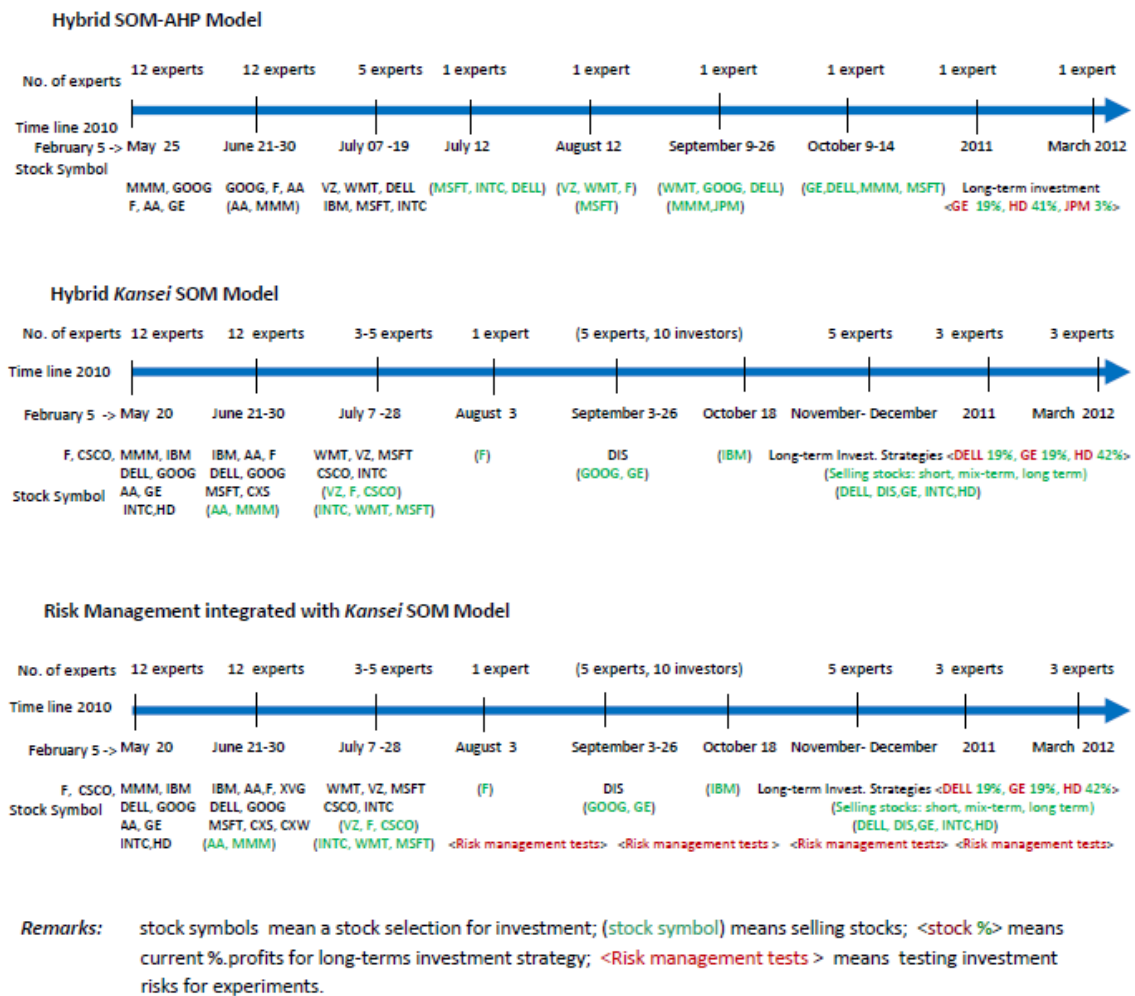 Hybrid SOM-AHP Model
No. of experts 12 experts 12 experts 5 experts 1 experts 1 expert 1 expert 1 expert 1 expert 1 expert
Time line 2010
February 5 -> May 25 June 21-30 July 07 -19 July 12 August 12 September 9-26 October 9-14 2011 March 2012
Stock Symbol
MMM, GOOG GOOG, F, AA VZ, WMT, DELL (MSFT, INTC, DELL) (VZ, WMT, F) (WMT, GOOG, DELL) (GE,DELL,MMM, MSFT) Long-term investment
F, AA, GE (AA, MMM) IBM, MSFT, INTC (MSFT) (MMM,JPM) <GE 19%, HD 41%, JPM 3%>
Hybrid Kansei SOM Model
No. of experts 12 experts 12 experts 3-5 experts 1 expert (5 experts, 10 investors) 5 experts 3 experts 3 experts
Time line 2010
February 5 -> May 20 June 21-30 July 7 -28 August 3 September 3-26 October 18 November- December 2011 March 2012
F, CSCO, MMM, IBM IBM, AA, F WMT, VZ, MSFT (F) DIS (IBM) Long-term Invest. Strategies <DELL 19%, GE 19%, HD 42%>
DELL, GOOG DELL, GOOG CSCO, INTC (GOOG, GE) (Selling stocks: short, mix-term, long term)
Stock Symbol AA, GE MSFT, CXS (VZ, F, CSCO) (DELL, DIS,GE, INTC,HD)
INTC,HD (AA, MMM) (INTC, WMT, MSFT)
Risk Management integrated with Kansei SOM Model
No. of experts 12 experts 12 experts 3-5 experts 1 expert (5 experts, 10 investors) 5 experts 3 experts 3 experts
Time line 2010
February 5 -> May 20 June 21-30 July 7 -28 August 3 September 3-26 October 18 November- December 2011 March 2012
F, CSCO, MMM, IBM IBM, AA,F, XVG WMT, VZ, MSFT (F) DIS (IBM) Long-term Invest. Strategies <DELL 19%, GE 19%, HD 42%>
Stock Symbol DELL, GOOG DELL, GOOG CSCO, INTC (GOOG, GE) (Selling stocks: short, mix-term, long term)
AA, GE MSFT, CXS, CXW (VZ, F, CSCO) (DELL, DIS,GE, INTC,HD)
INTC,HD (AA, MMM) (INTC, WMT, MSFT) <Risk management tests> <Risk management tests > <Risk management tests> <Risk management tests>
Remarks: stock symbols mean a stock selection for investment; (stock symbol) means selling stocks; <stock %> means
current %.profits for long-terms investment strategy; <Risk management tests > means testing investment
risks for experiments.